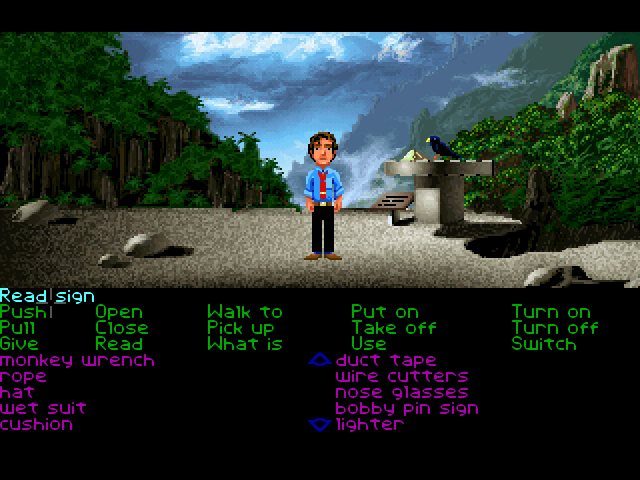 Read sign
Push Open Walk to Put on Turn on
Pull Close Pick up Take off Turn off
Give Read What is Use Switch
monkey wrench duct tape
rope wire cutters
hat nose glasses
wet suit bobby pin sign
cushion lighter